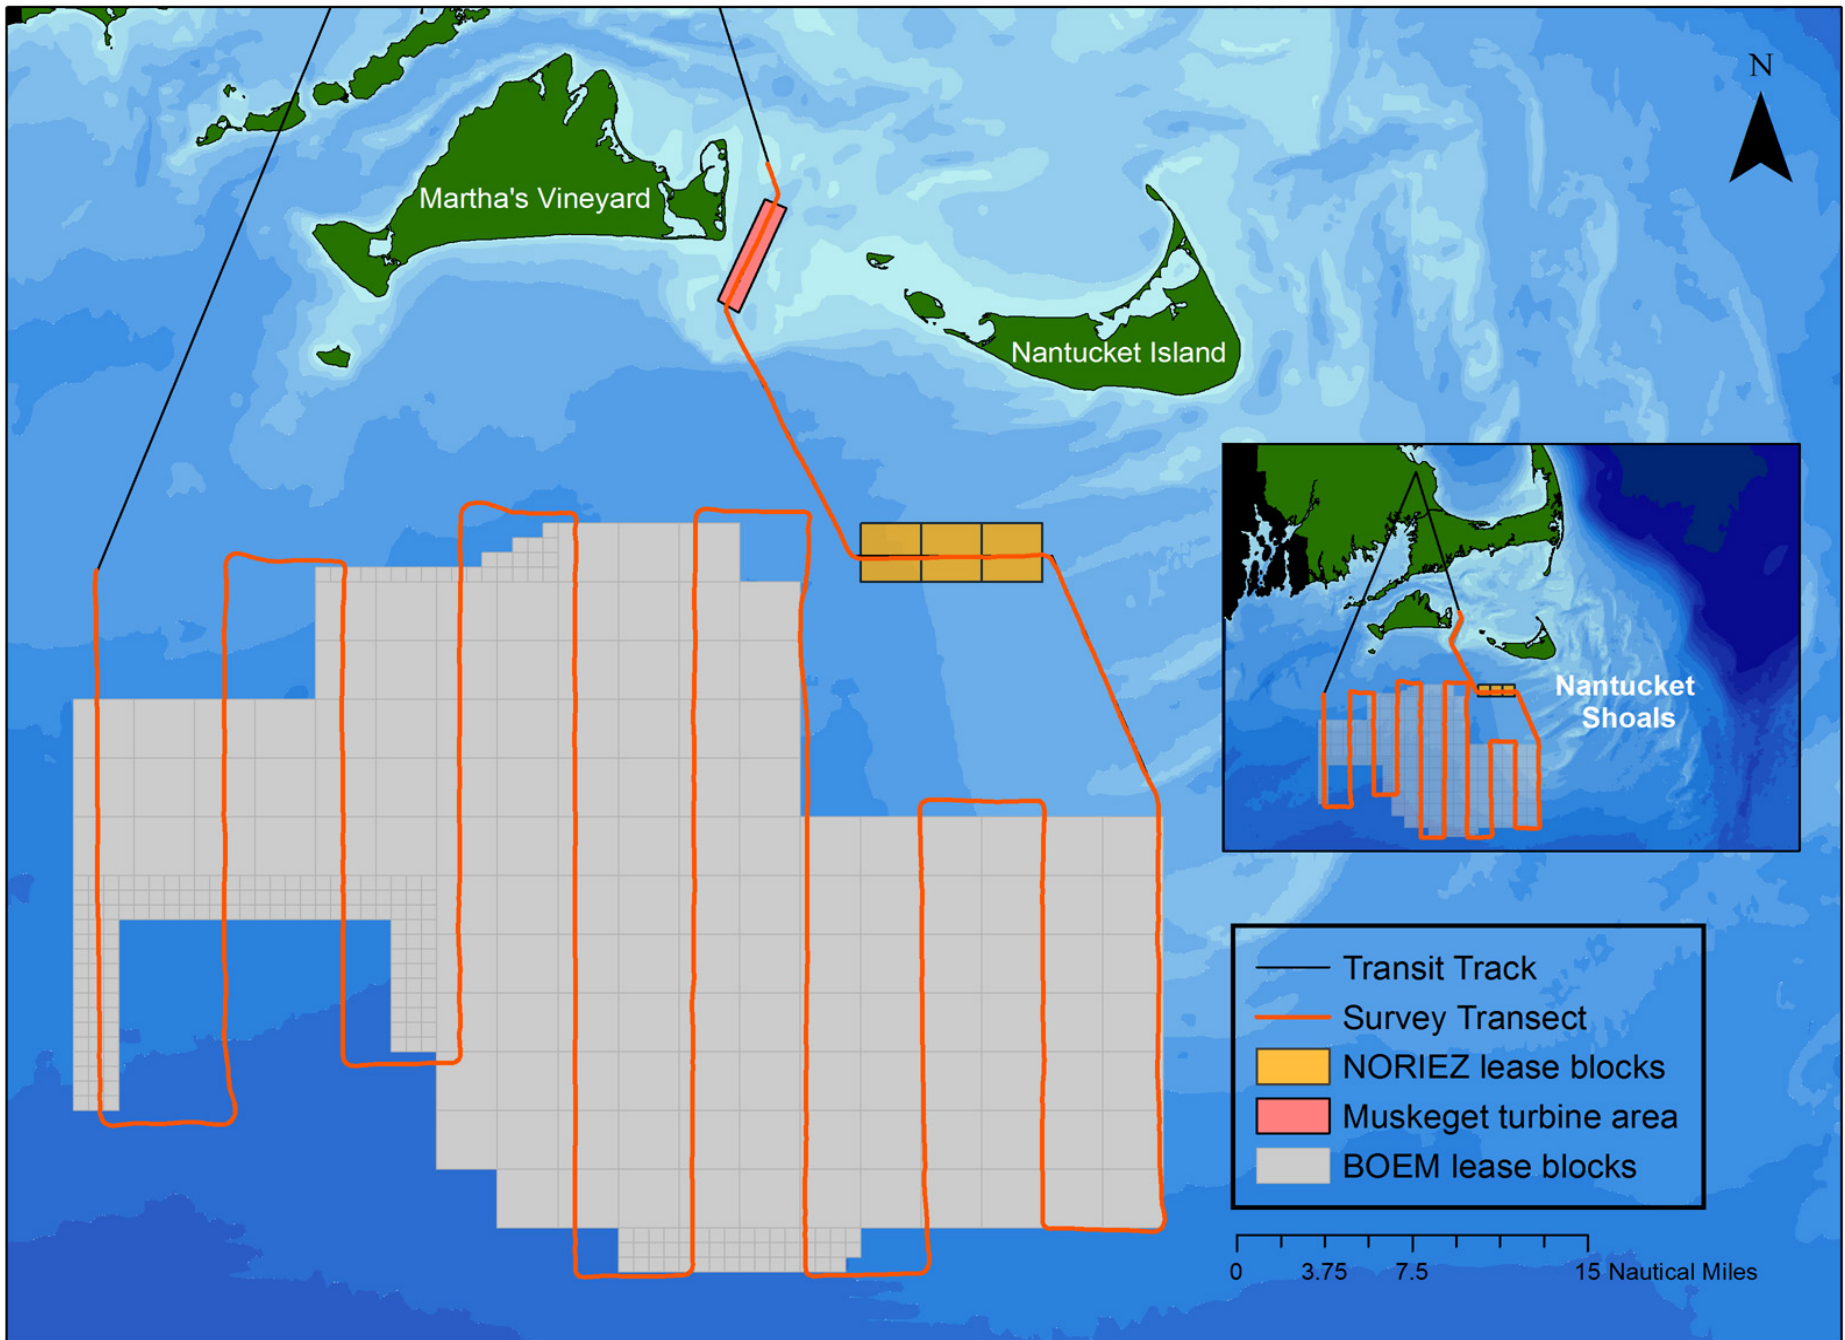 N
Martha's Vineyard
Nantucket Island
Nantucket
Shoals
Transit Track
Survey Transect
NORIEZ lease blocks
Muskeget turbine area
BOEM lease blocks
0 3.75 7.5 15 Nautical Miles